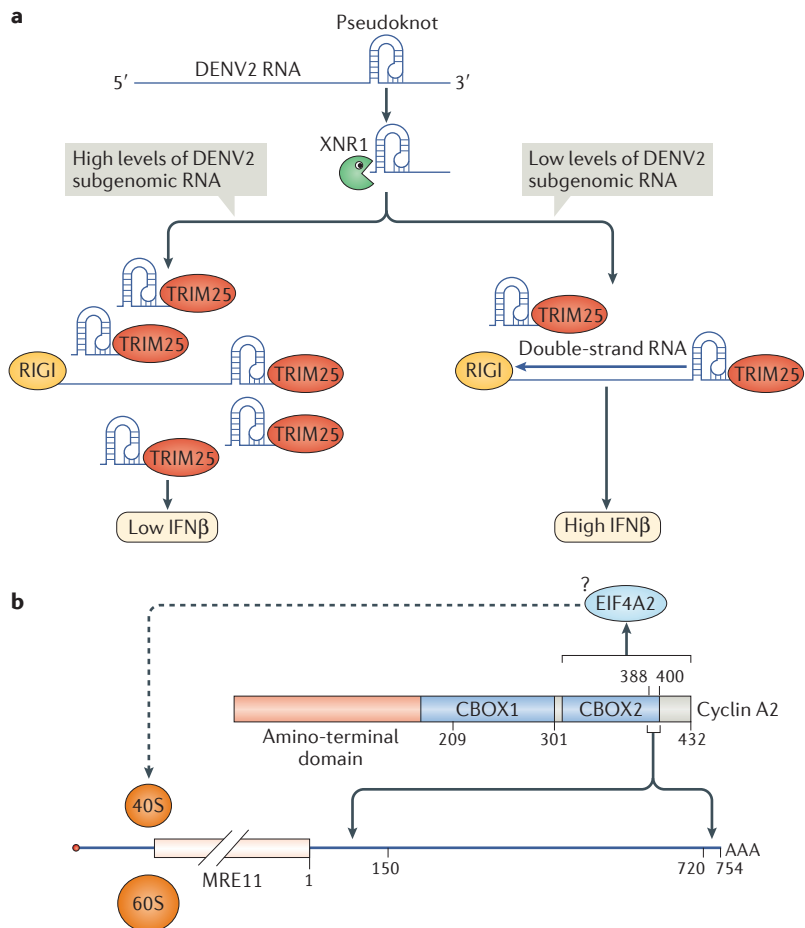 a
Pseudoknot
5′ DENV2 RNA 3′
XNR1
High levels of DENV2
subgenomic RNA
Low levels of DENV2
subgenomic RNA
TRIM25
TRIM25
RIGI
TRIM25
TRIM25
TRIM25
Low IFNβ
TRIM25
Double-strand RNA
RIGI
TRIM25
High IFNβ
b
?
EIF4A2
388 400
CBOX1 CBOX2 Cyclin A2
Amino-terminal
domain
209 301 432
40S
MRE11
1 150 720 754
AAA
60S